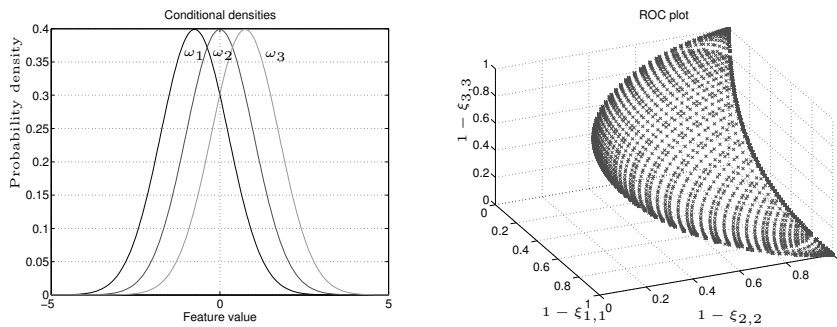 Conditional densities
0.4
0.35
0.3
0.25
0.2
0.15
0.1
0.05
0
Probability density
ω1 ω2 ω3
−5 0 5
Feature value
ROC plot
1
0.8
0.6
0.4
0.2
0
1 − ξ3,3
0
0.2
0.4
0.6
0.8
1
1 − ξ1,1
0 0.2 0.4 0.6 0.8
1 − ξ2,2